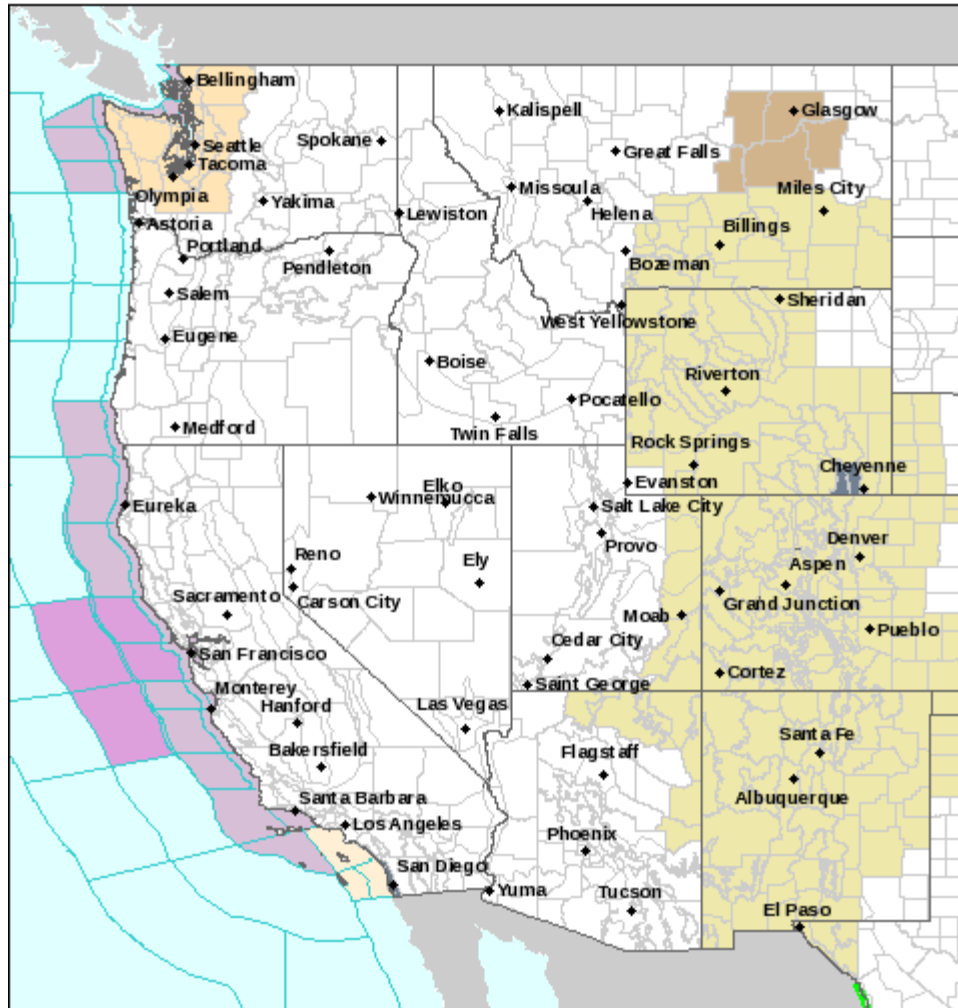 Bellingham
Kalispell
Glasgow
Seattle
Spokane
Great Falls
Tacoma
Missoula
Miles City
Olympia
Yakima
Lewiston
Helena
Astoria
Billings
Portland
Pendleton
Bozeman
Salem
Sheridan
West Yellowstone
Eugene
Boise
Riverton
Pocatello
Medford
Twin Falls
Rock Springs
Cheyenne
Elko
Evanston
Winnemucca
Eureka
Salt Lake City
Provo
Denver
Reno
Ely
Aspen
Sacramento
Carson City
Grand Junction
Moab
Pueblo
Cedar City
San Francisco
Cortez
Saint George
Monterey
Hanford
Las Vegas
Santa Fe
Bakersfield
Flagstaff
Albuquerque
Santa Barbara
Los Angeles
Phoenix
San Diego
Yuma
Tucson
El Paso